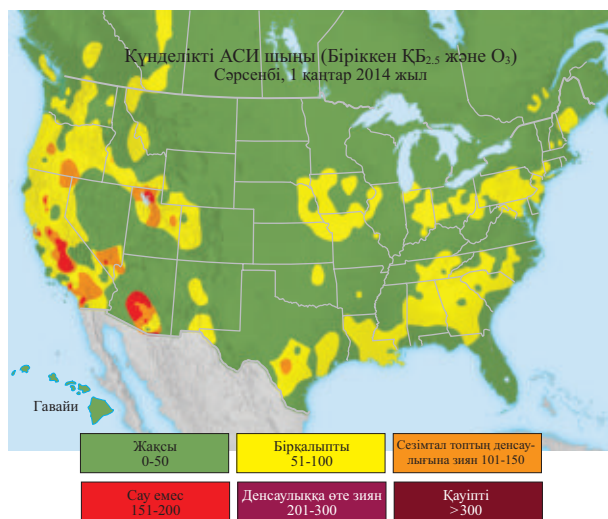 Күнделікті АСИ шыңы (Біріккен ҚБ₂.₅ және О₃)
Сәрсенбі, 1 қаңтар 2014 жыл
Гавайи
Жақсы
0-50
Бірқалыпты
51-100
Сезімтал топтың денсау-
лығына зиян 101-150
Сау емес
151-200
Денсаулыққа өте зиян
201-300
Қауіпті
>300